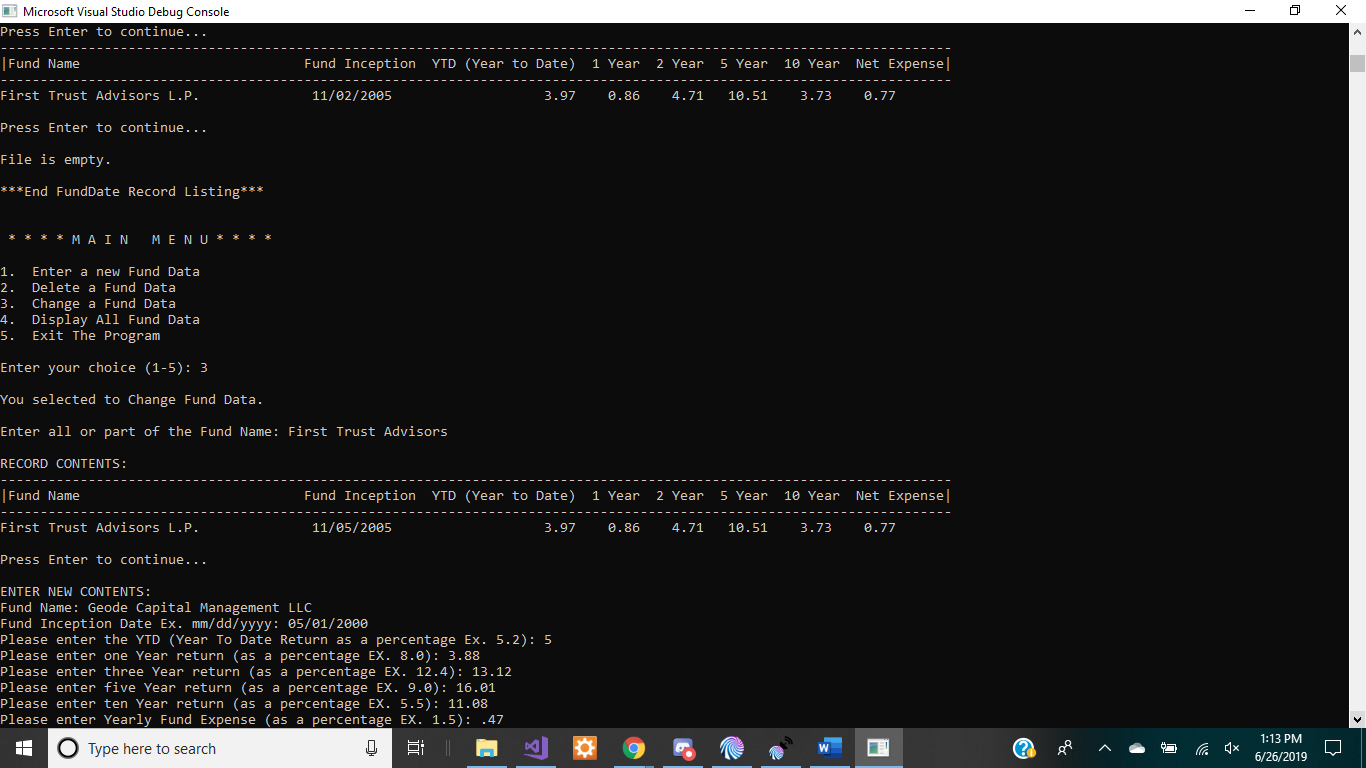 Microsoft Visual Studio Debug Console
Press Enter to continue...
-----------------------------------------------------------------------------------------------------------------------
|Fund Name                            Fund Inception  YTD (Year to Date)  1 Year  2 Year  5 Year  10 Year  Net Expense|
-----------------------------------------------------------------------------------------------------------------------
First Trust Advisors L.P.              11/02/2005                   3.97    0.86    4.71   10.51    3.73    0.77
Press Enter to continue...
File is empty.
***End FundDate Record Listing***
* * * * M A I N   M E N U * * * *
1.  Enter a new Fund Data
2.  Delete a Fund Data
3.  Change a Fund Data
4.  Display All Fund Data
5.  Exit The Program
Enter your choice (1-5): 3
You selected to Change Fund Data.
Enter all or part of the Fund Name: First Trust Advisors
RECORD CONTENTS:
-----------------------------------------------------------------------------------------------------------------------
|Fund Name                            Fund Inception  YTD (Year to Date)  1 Year  2 Year  5 Year  10 Year  Net Expense|
-----------------------------------------------------------------------------------------------------------------------
First Trust Advisors L.P.              11/05/2005                   3.97    0.86    4.71   10.51    3.73    0.77
Press Enter to continue...
ENTER NEW CONTENTS:
Fund Name: Geode Capital Management LLC
Fund Inception Date Ex. mm/dd/yyyy: 05/01/2000
Please enter the YTD (Year To Date Return as a percentage Ex. 5.2): 5
Please enter one Year return (as a percentage EX. 8.0): 3.88
Please enter three Year return (as a percentage EX. 12.4): 13.12
Please enter five Year return (as a percentage EX. 9.0): 16.01
Please enter ten Year return (as a percentage EX. 5.5): 11.08
Please enter Yearly Fund Expense (as a percentage EX. 1.5): .47
Type here to search
1:13 PM
6/26/2019